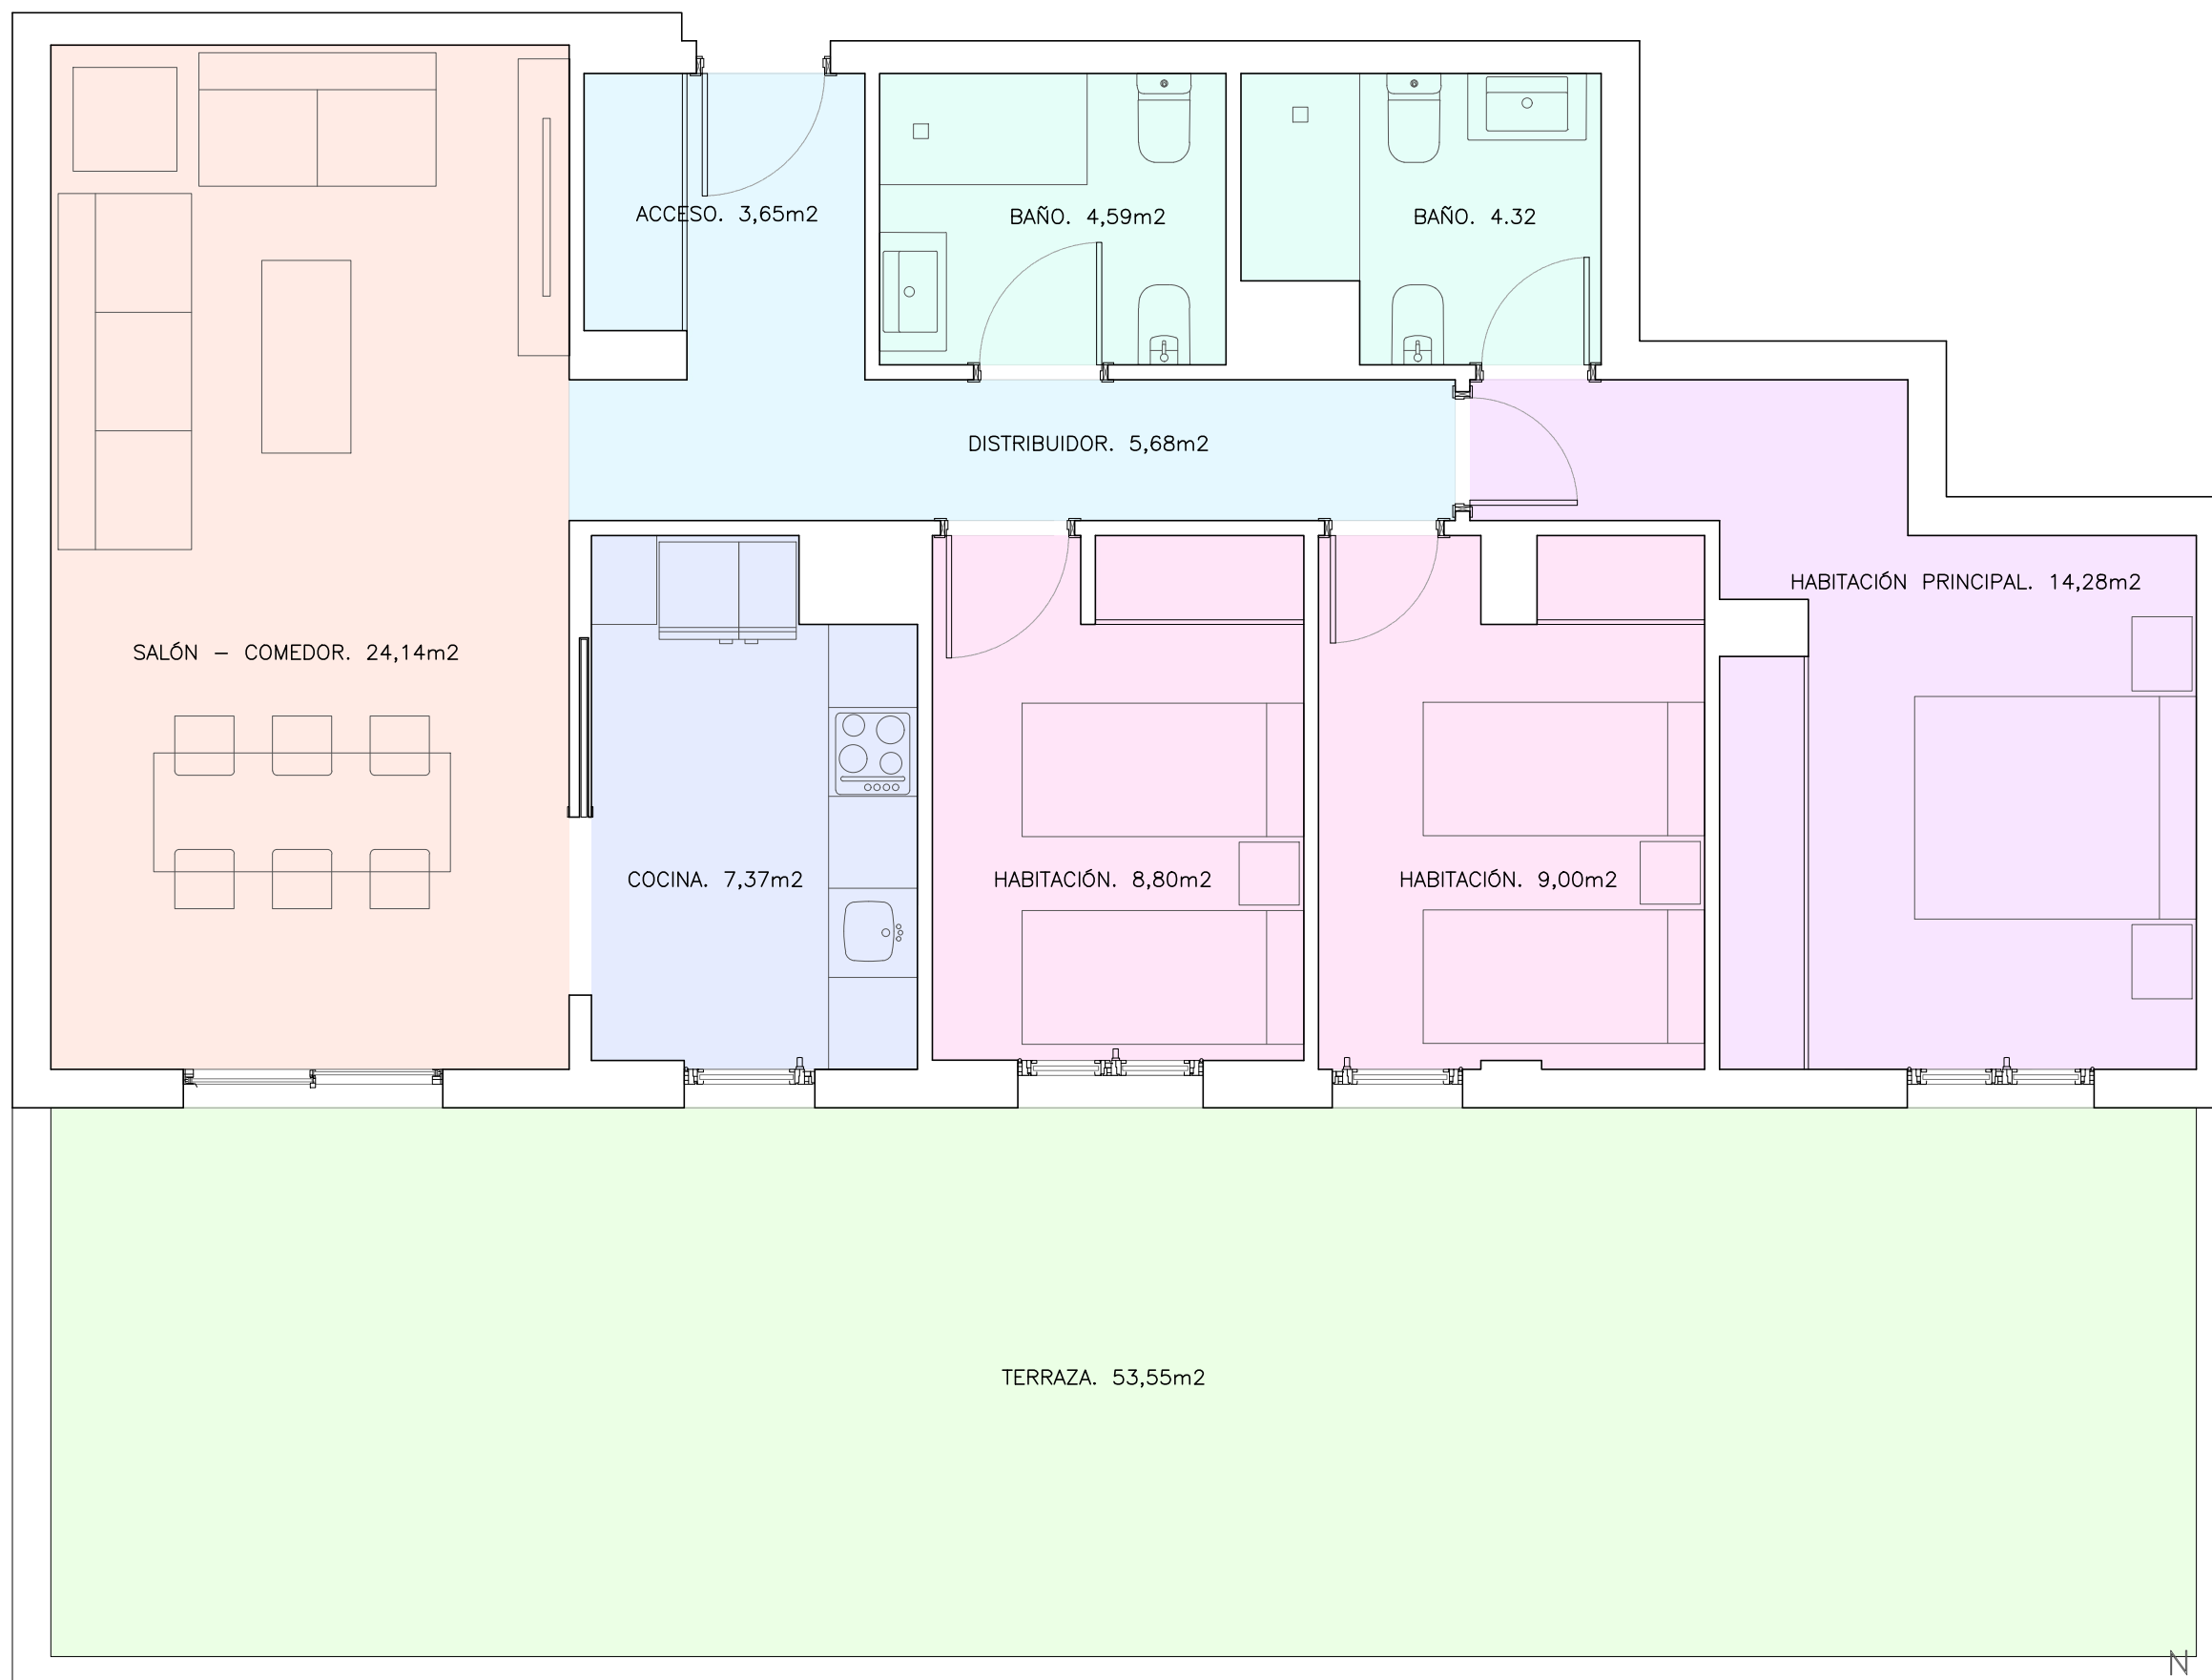 ACCESO. 3,65m2
BAÑO. 4,59m2
BAÑO. 4.32
DISTRIBUIDOR. 5,68m2
HABITACIÓN PRINCIPAL. 14,28m2
SALÓN - COMEDOR. 24,14m2
COCINA. 7,37m2
HABITACIÓN. 8,80m2
HABITACIÓN. 9,00m2
TERRAZA. 53,55m2
N